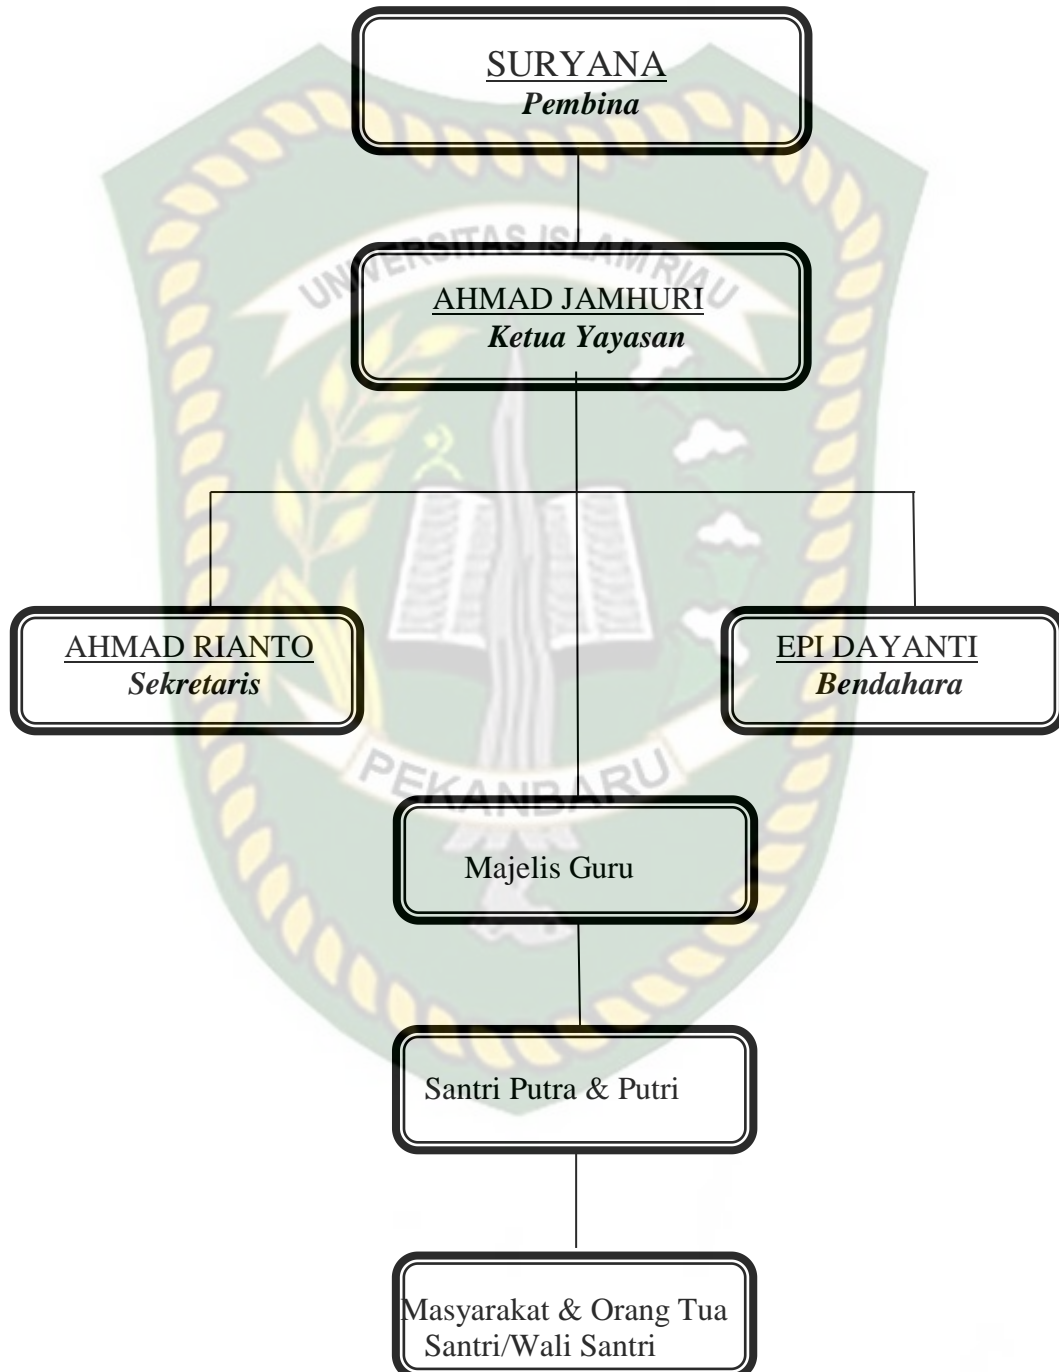 SURYANA
Pembina
UNIVERSITAS ISLAM RIAU
AHMAD JAMHURI
Ketua Yayasan
AHMAD RIANTO
Sekretaris
EPI DAYANTI
Bendahara
PEKANBARU
Majelis Guru
Santri Putra & Putri
Masyarakat & Orang Tua
Santri/Wali Santri